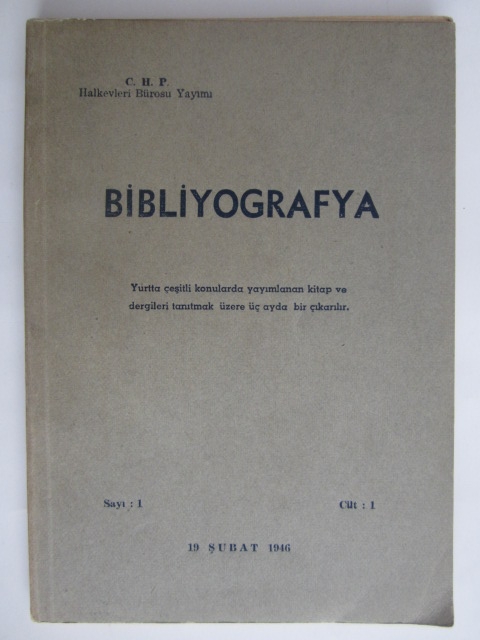 C. H. P.
Halkevleri Bürosu Yayımı
BİBLİYOGRAFYA
Yurtta çeşitli konularda yayımlanan kitap ve
dergileri tanıtmak üzere üç ayda bir çıkarılır.
Sayı : 1
Cilt : 1
19 ŞUBAT 1946